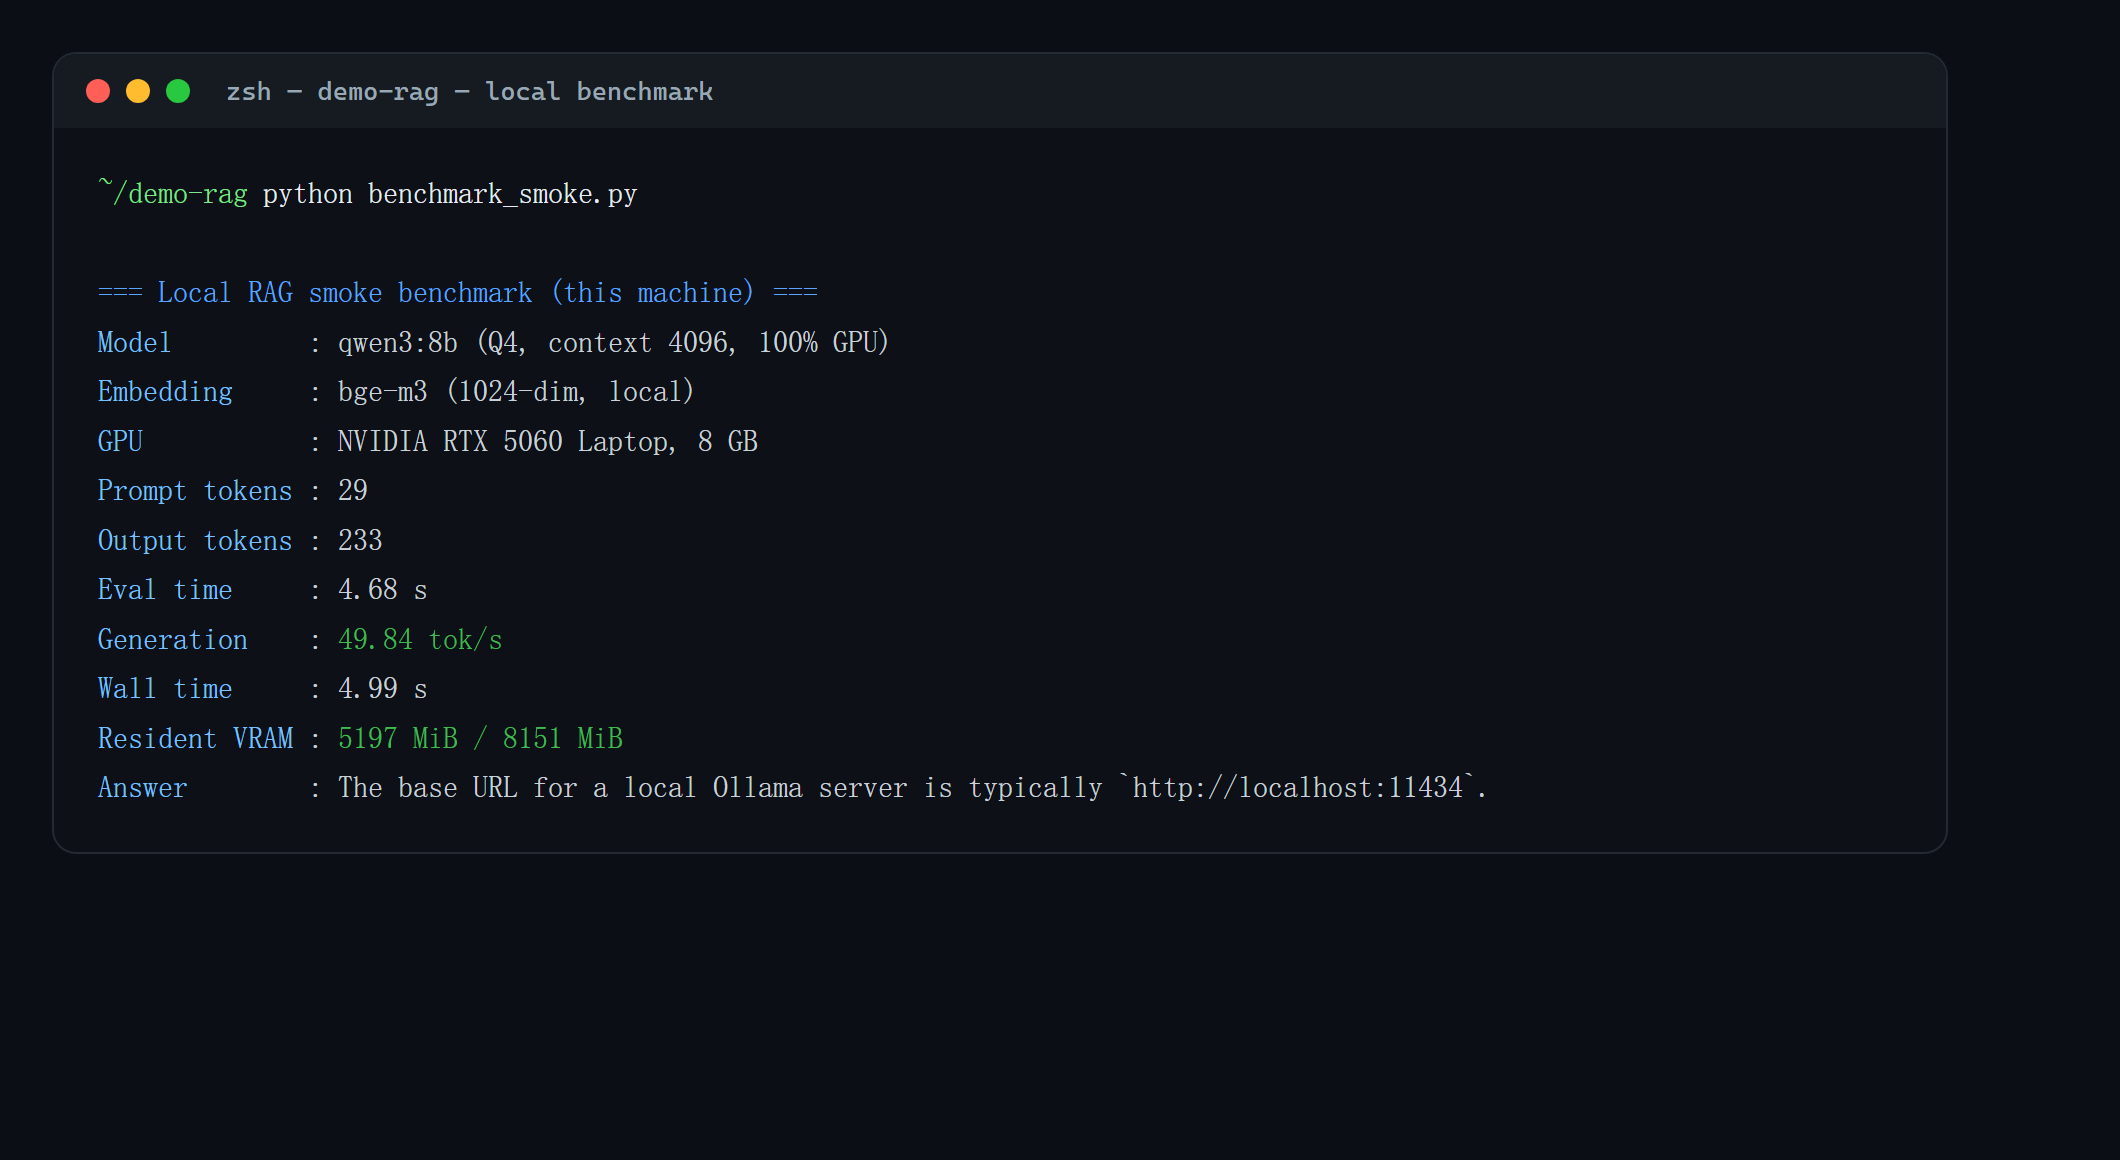 zsh — demo-rag — local benchmark
~/demo-rag python benchmark_smoke.py
=== Local RAG smoke benchmark (this machine) ===
Model : qwen3:8b (Q4, context 4096, 100% GPU)
Embedding : bge-m3 (1024-dim, local)
GPU : NVIDIA RTX 5060 Laptop, 8 GB
Prompt tokens : 29
Output tokens : 233
Eval time : 4.68 s
Generation : 49.84 tok/s
Wall time : 4.99 s
Resident VRAM : 5197 MiB / 8151 MiB
Answer : The base URL for a local Ollama server is typically `http://localhost:11434`.